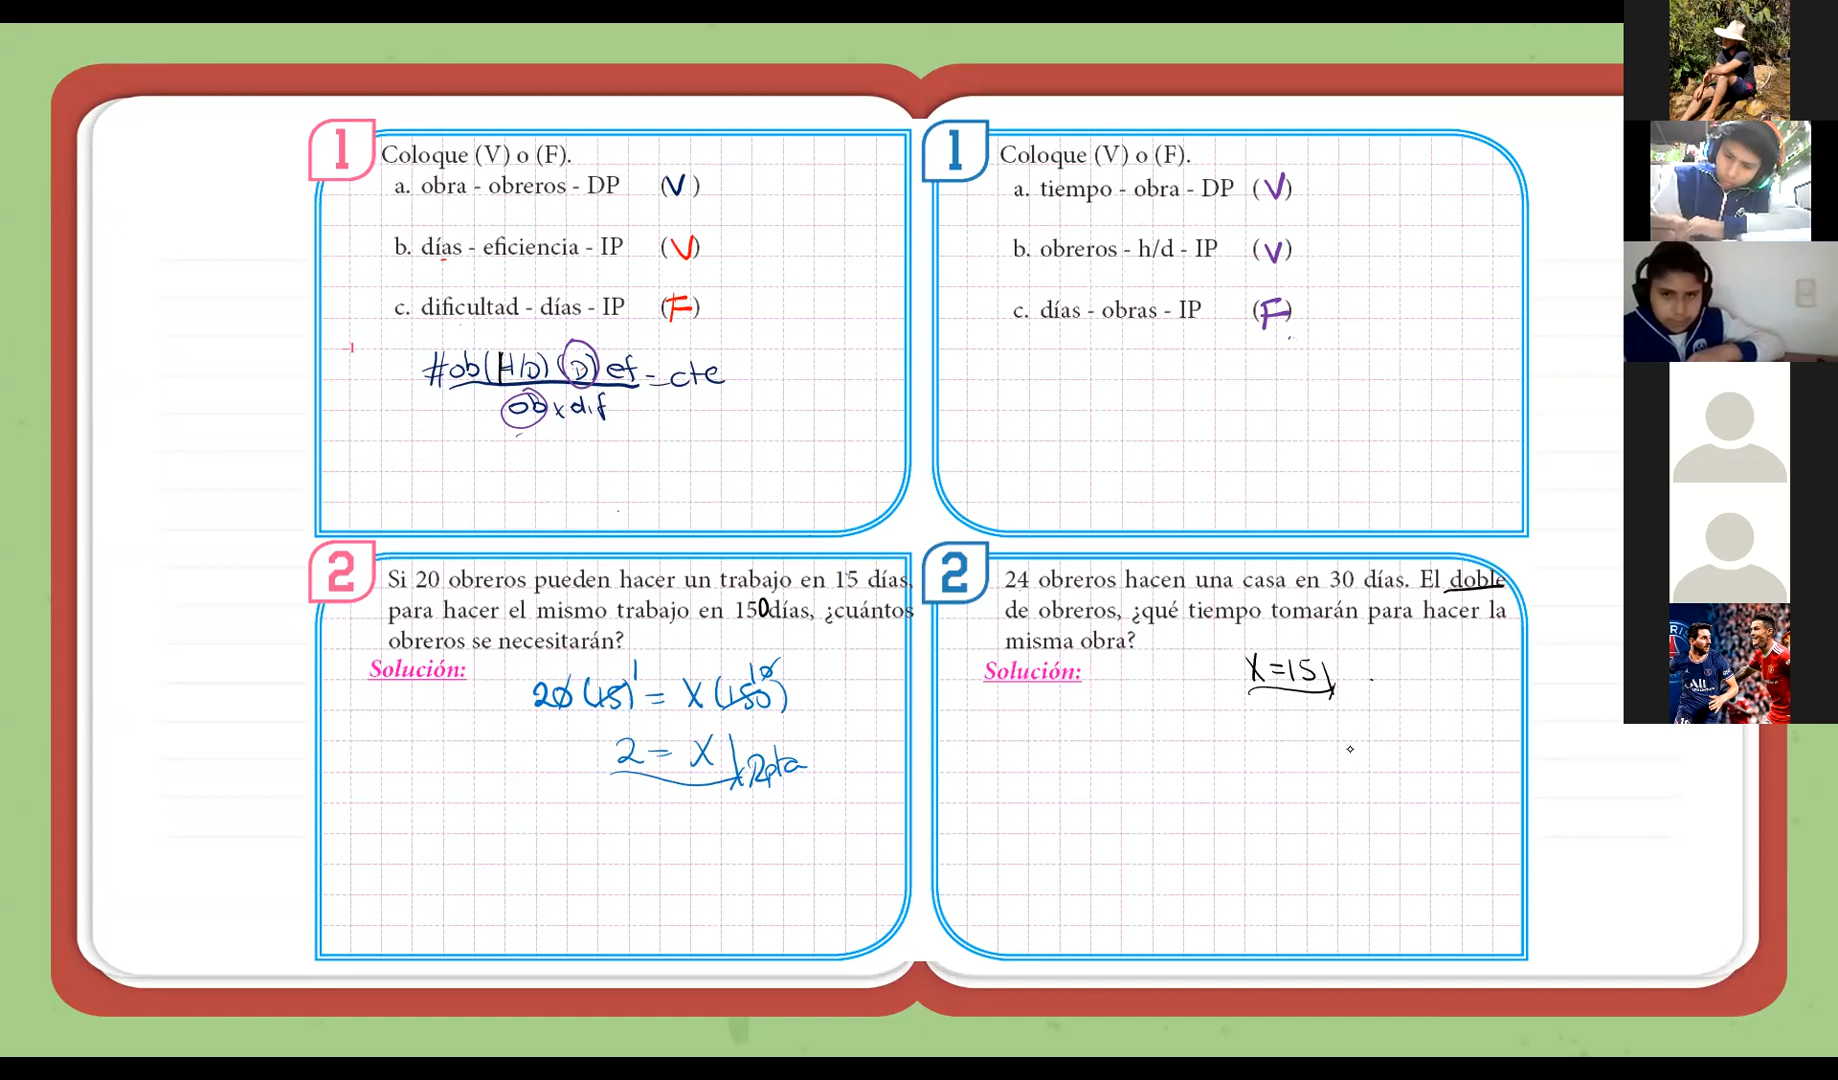 1
Coloque (V) o (F).
a. obra - obreros - DP (V)
b. días - eficiencia - IP (V)
c. dificultad - días - IP (F)
-1
#ob(H/D)(D) ef = cte
ob x dif
1
Coloque (V) o (F).
a. tiempo - obra - DP (V)
b. obreros - h/d - IP (V)
c. días - obras - IP (F)
2
Si 20 obreros pueden hacer un trabajo en 15 días,
para hacer el mismo trabajo en 150días, ¿cuántos
obreros se necesitarán?
Solución:
1 10
20 (15) = X (150)
2 = X Rpta
2
24 obreros hacen una casa en 30 días. El doble
de obreros, ¿qué tiempo tomarán para hacer la
misma obra?
Solución:
X=15